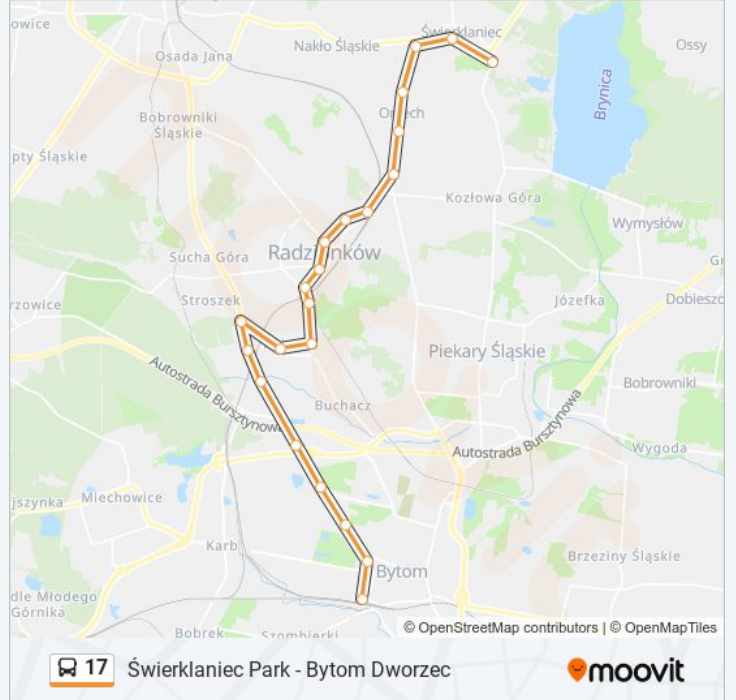 owice
Świerklaniec
Nakło Śląskie
Ossy
Osada Jana
Brynica
Bobrowniki
Śląskie
pty Śląskie
Kozłowa Góra
Wymysłów
Radzionków
Sucha Góra
Gr
Stroszek
rzowice
Józefka
Dobieszo
Piekary Śląskie
Autostrada Bursztynowa
Bobrowniki
Buchacz
Autostrada Bursztynowa
Wygoda
jszynka
Miechowice
Karb
Brzeziny Śląskie
Bytom
dle Młodego
Górnika
Bobrek
Szombierki
© OpenStreetMap contributors | © OpenMapTiles
17
Świerklaniec Park - Bytom Dworzec
moovit